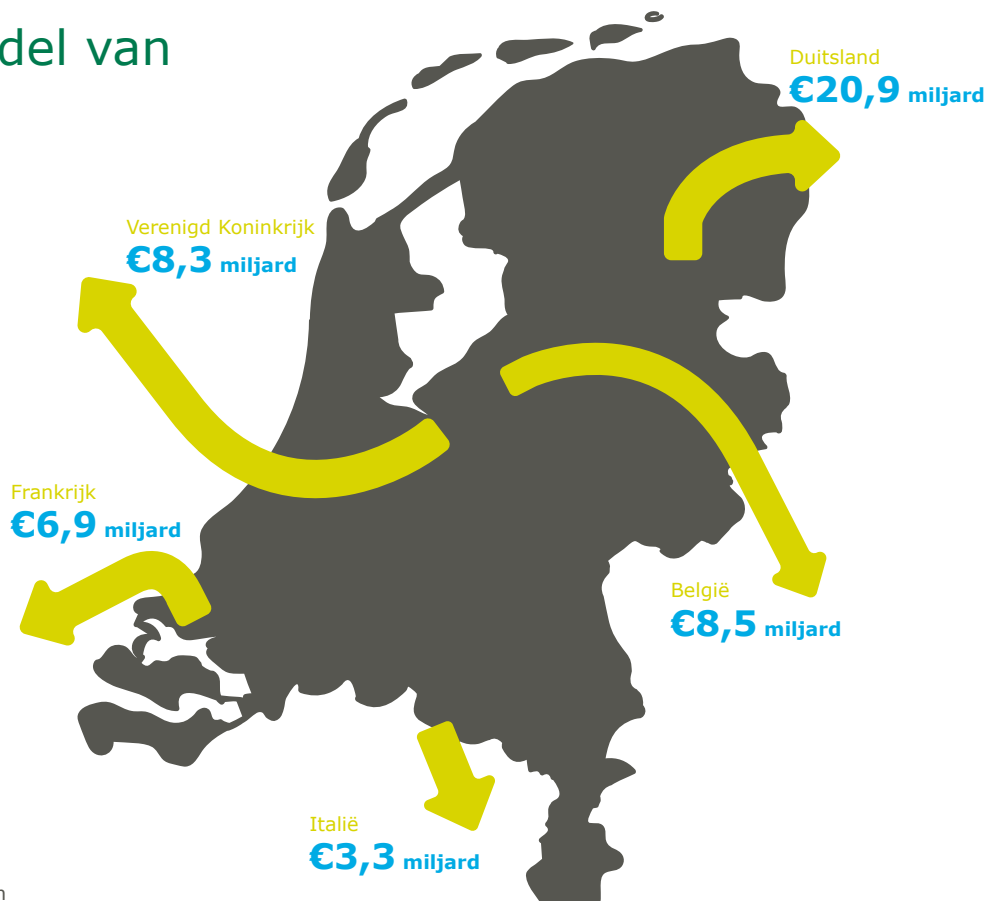 del van
Duitsland
€20,9 miljard
Verenigd Koninkrijk
€8,3 miljard
Frankrijk
€6,9 miljard
België
€8,5 miljard
Italië
€3,3 miljard